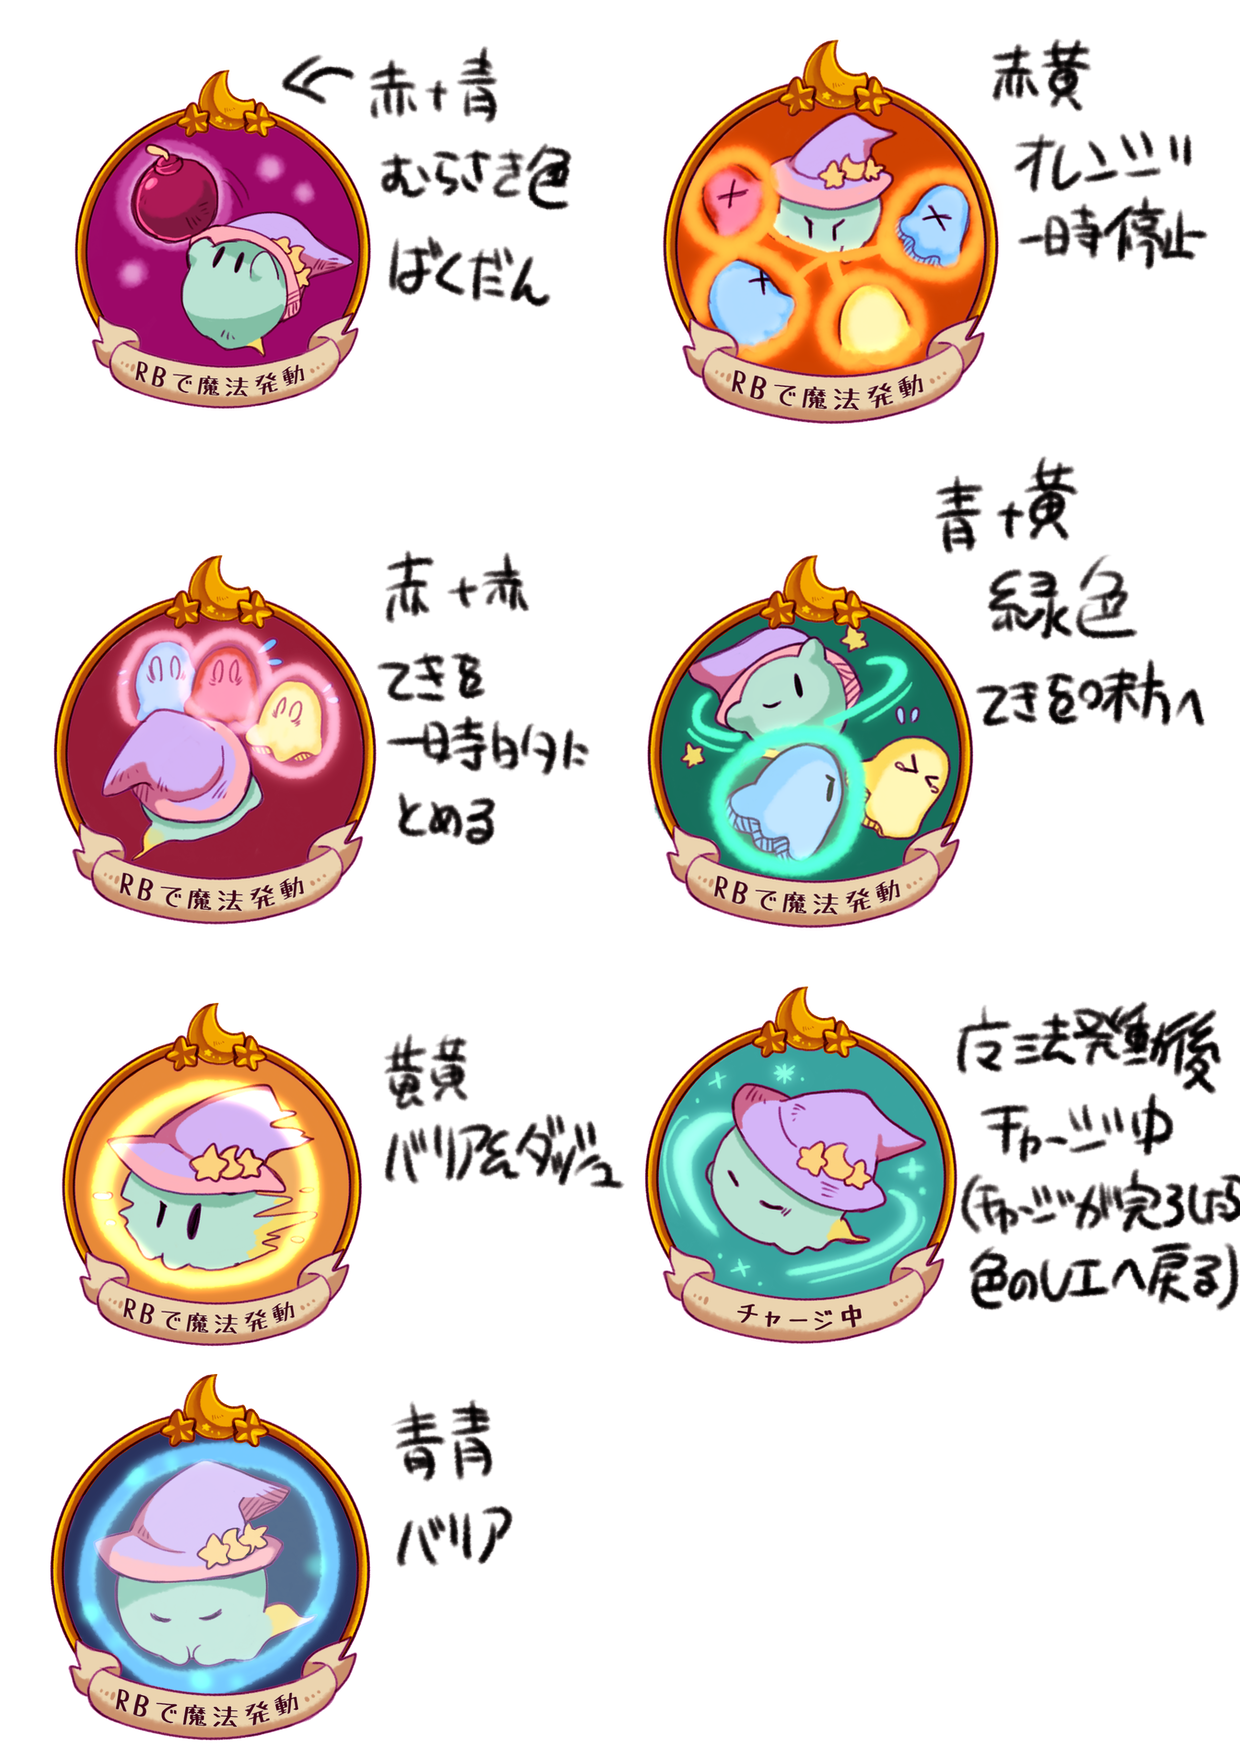 赤+青
むらさき色
ばくだん
RBで魔法発動
赤黄
オレンジ
一時停止
RBで魔法発動
赤+赤
てきを
一時的に
とめる
RBで魔法発動
青+黄
緑色
てきを味方へ
RBで魔法発動
黄黄
バリア&ダッシュ
RBで魔法発動
魔法発動後
チャージ中
(チャージが完了したら
色のUIへ戻る)
チャージ中
青青
バリア
RBで魔法発動